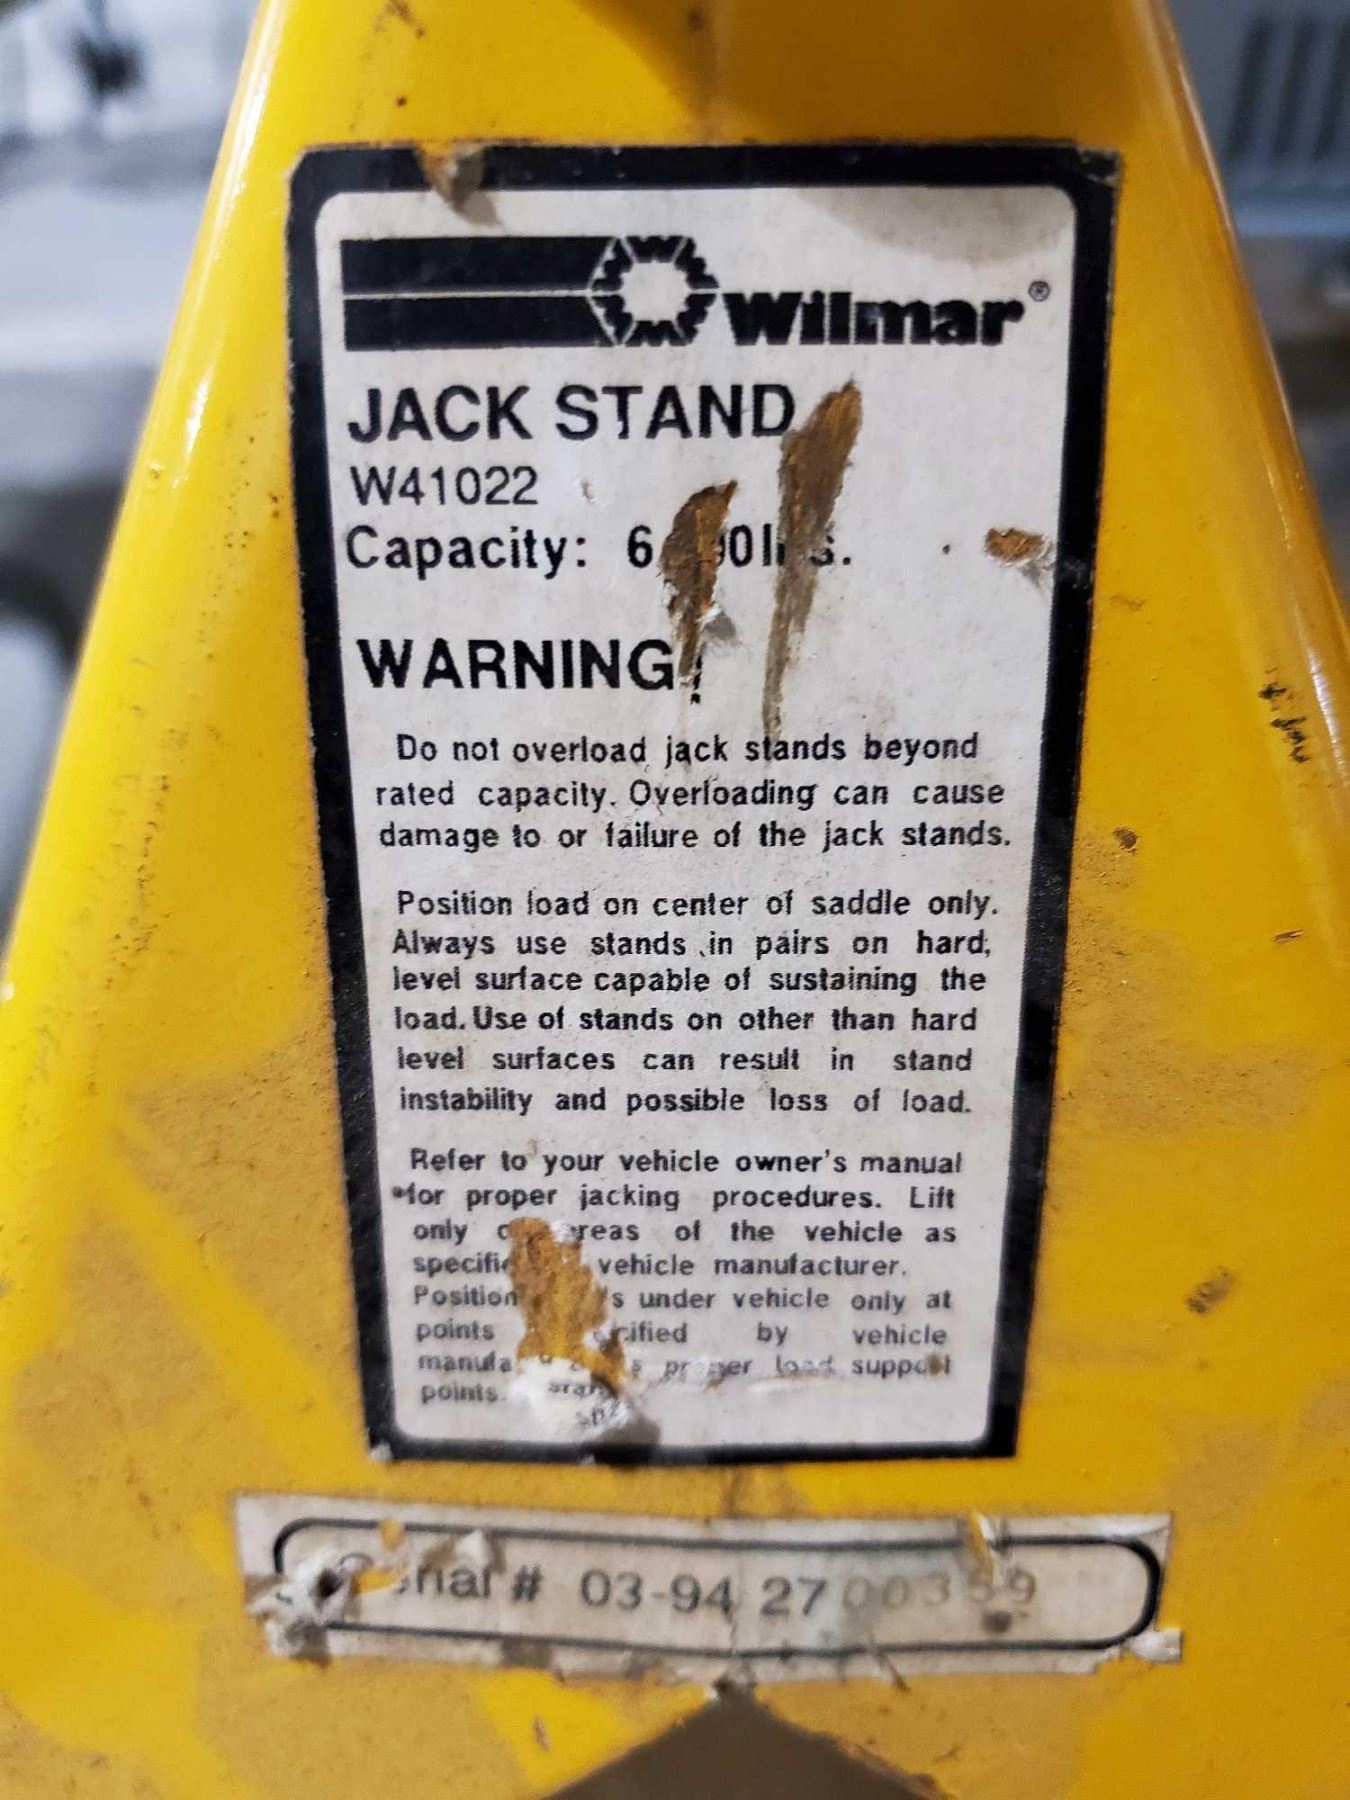 Wilmar®
JACK STAND
W41022
Capacity:
WARNING!
Do not overload jack stands beyond
rated capacity. Overloading can cause
damage to or failure of the jack stands.
Position load on center of saddle only.
Always use stands in pairs on hard,
level surface capable of sustaining the
load. Use of stands on other than hard
level surfaces can result in stand
instability and possible loss of load.
Refer to your vehicle owner's manual
for proper jacking procedures. Lift
only of the vehicle as
vehicle manufacturer.
Position under vehicle only at
points by vehicle
proper load support
points.
Serial # 03-94 27